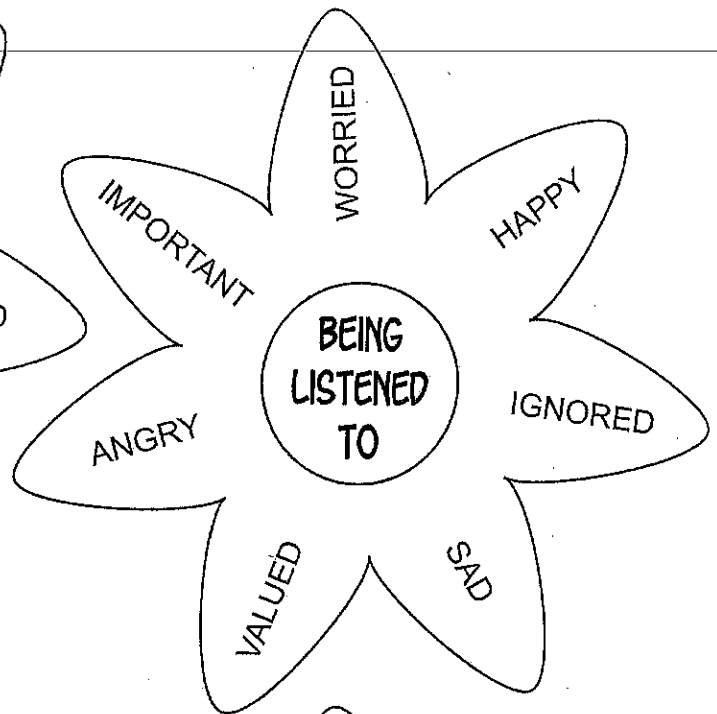 WORRIED
HAPPY
IMPORTANT
BEING
LISTENED
TO
IGNORED
ANGRY
SAD
VALUED